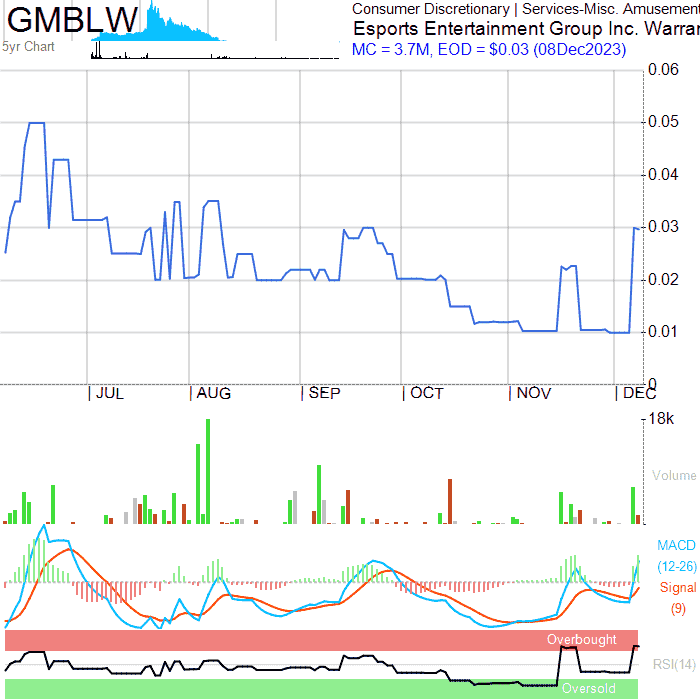 GMBLW
Consumer Discretionary | Services-Misc. Amusement
Esports Entertainment Group Inc. Warra
MC = 3.7M, EOD = $0.03 (08Dec2023)
5yr Chart
0.06
0.05
0.04
0.03
0.02
0.01
0
JUL AUG SEP OCT NOV DEC
18k
Volume
MACD
(12-26)
Signal
(9)
Overbought
RSI(14)
Oversold